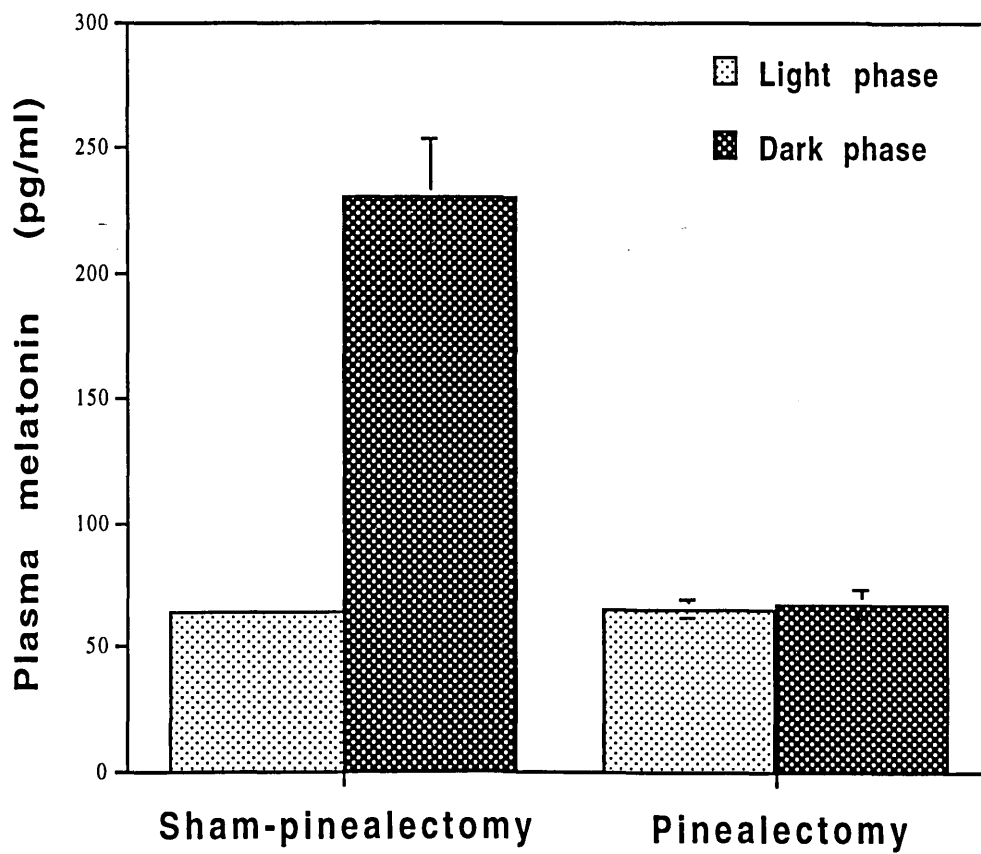 Plasma melatonin (pg/ml)
300
250
200
150
100
50
0
Light phase
Dark phase
Sham-pinealectomy
Pinealectomy